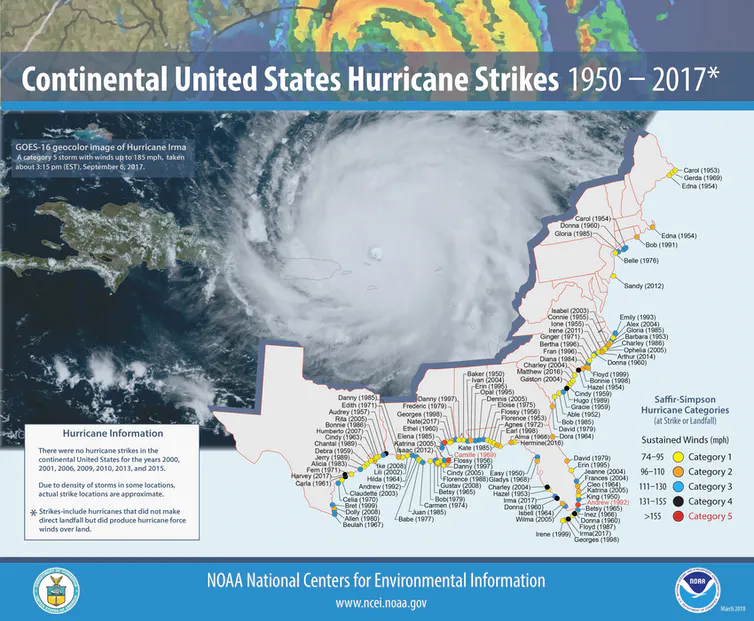 Continental United States Hurricane Strikes 1950 – 2017*
GOES-16 geocolor image of Hurricane Irma
A category 5 storm with winds up to 185 mph, taken
about 3:15 pm (EST), September 6, 2017.
Carol (1953)
Gerda (1969)
Edna (1954)
Carol (1954)
Donna (1960)
Gloria (1985)
Edna (1954)
Bob (1991)
Belle (1976)
Sandy (2012)
Isabel (2003)
Connie (1955)
Ione (1955)
Irene (2011)
Ginger (1971)
Bertha (1996)
Fran (1996)
Diana (1984)
Charley (2004)
Matthew (2016)
Gaston (2004)
Emily (1993)
Alex (2004)
Gloria (1985)
Barbara (1953)
Charley (1986)
Ophelia (2005)
Arthur (2014)
Donna (1960)
Floyd (1999)
Bonnie (1998)
Hazel (1954)
Cindy (1959)
Hugo (1989)
Gracie (1959)
Able (1952)
Bob (1985)
David (1979)
Dora (1964)
Baker (1950)
Ivan (2004)
Erin (1995)
Opal (1995)
Dennis (2005)
Eloise (1975)
Flossy (1956)
Florence (1953)
Agnes (1972)
Earl (1998)
Alma (1966)
Hermine (2016)
Kate (1985)
Danny (1997)
Frederic (1979)
Georges (1998)
Nate(2017)
Ethel (1960)
Elena (1985)
Katrina (2005)
Isaac (2012)
Danny (1985)
Edith (1971)
Audrey (1957)
Rita (2005)
Bonnie (1986)
Humberto (2007)
Cindy (1963)
Chantal (1989)
Debra (1959)
Jerry (1989)
Alicia (1983)
Fern (1971)
Harvey (2017)
Carla (1961)
Ike (2008)
Lili (2002)
Hilda (1964)
Andrew (1992)
Claudette (2003)
Celia (1970)
Bret (1999)
Dolly (2008)
Allen (1980)
Beulah (1967)
Camille (1969)
Flossy (1956)
Danny (1997)
Cindy (2005)
Florence (1988)
Gustav (2008)
Betsy (1965)
Bob(1979)
Carmen (1974)
Juan (1985)
Babe (1977)
Easy (1950)
Gladys (1968)
Charley (2004)
Hazel (1953)
Irma (2017)
Donna (1960)
Isbell (1964)
Wilma (2005)
Irene (1999)
David (1979)
Erin (1995)
Jeanne (2004)
Frances (2004)
Cleo (1964)
Katrina (2005)
King (1950)
Andrew (1992)
Betsy (1965)
Inez (1966)
Donna (1960)
Floyd (1987)
Irma(2017)
Georges (1998)
Saffir-Simpson
Hurricane Categories
(at Strike or Landfall)
Sustained Winds (mph)
74–95 Category 1
96–110 Category 2
111–130 Category 3
131–155 Category 4
>155 Category 5
Hurricane Information
There were no hurricane strikes in the
continental United States for the years 2000,
2001, 2006, 2009, 2010, 2013, and 2015.
Due to density of storms in some locations,
actual strike locations are approximate.
* Strikes-include hurricanes that did not make
direct landfall but did produce hurricane force
winds over land.
NOAA National Centers for Environmental Information
www.ncei.noaa.gov
NOAA
March 2018